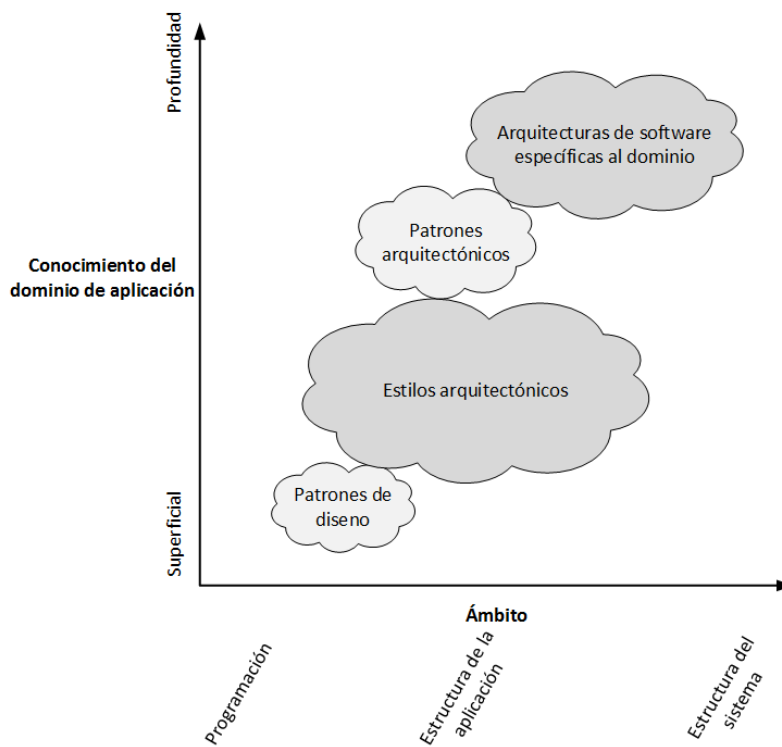 Profundidad
Arquitecturas de software
específicas al dominio
Patrones
arquitectónicos
Conocimiento del
dominio de aplicación
Estilos arquitectónicos
Patrones de
diseno
Superficial
Ámbito
Programación
Estructura de la
aplicación
Estructura del
sistema